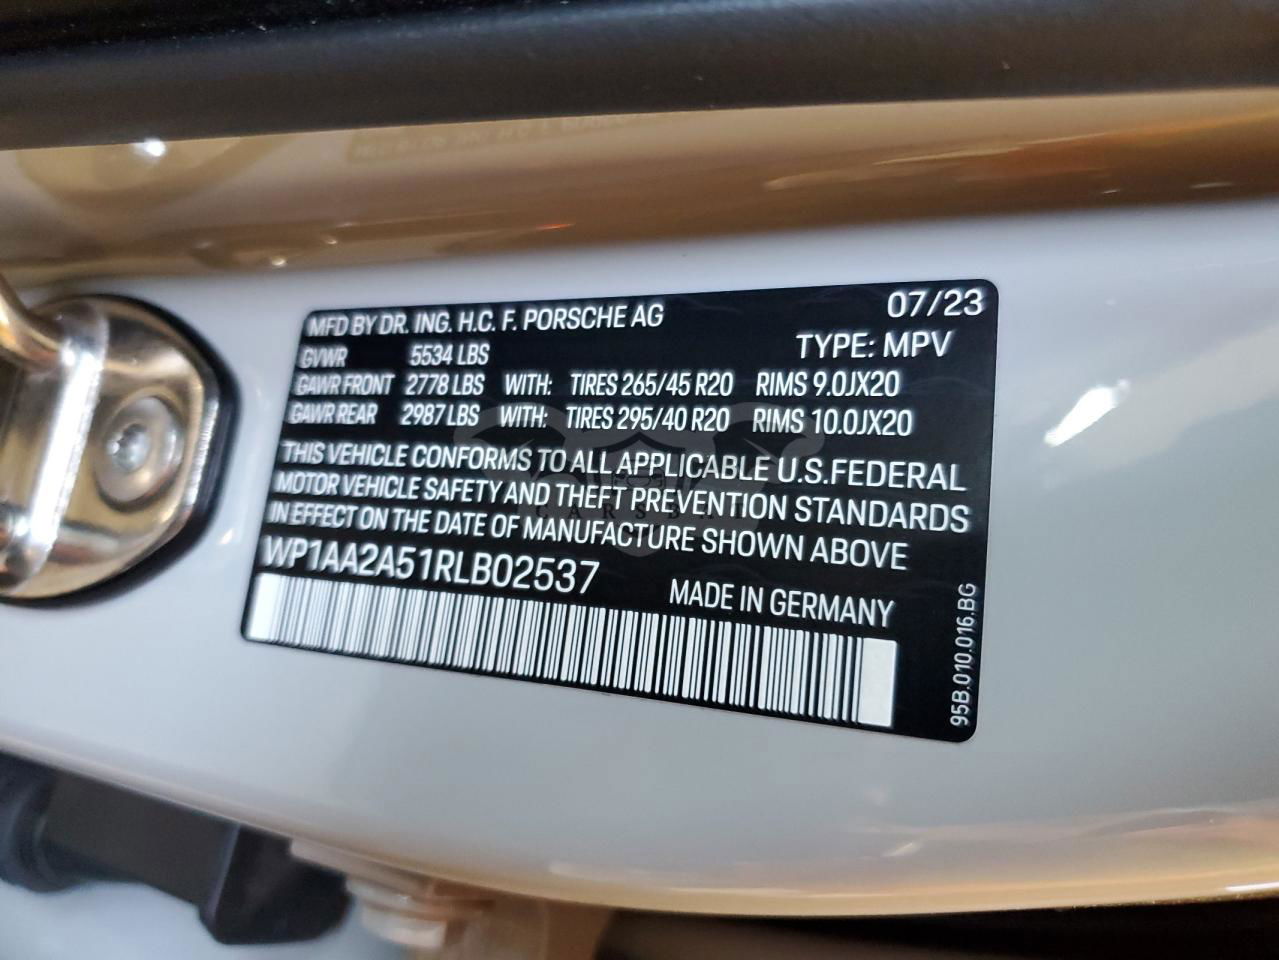 MFD BY DR. ING. H.C. F. PORSCHE AG 07/23
GVWR 5534 LBS TYPE: MPV
GAWR FRONT 2778 LBS WITH: TIRES 265/45 R20 RIMS 9.0JX20
GAWR REAR 2987 LBS WITH: TIRES 295/40 R20 RIMS 10.0JX20
THIS VEHICLE CONFORMS TO ALL APPLICABLE U.S.FEDERAL
MOTOR VEHICLE SAFETY AND THEFT PREVENTION STANDARDS
IN EFFECT ON THE DATE OF MANUFACTURE SHOWN ABOVE
WP1AA2A51RLB02537 MADE IN GERMANY
95B.010.016.BG